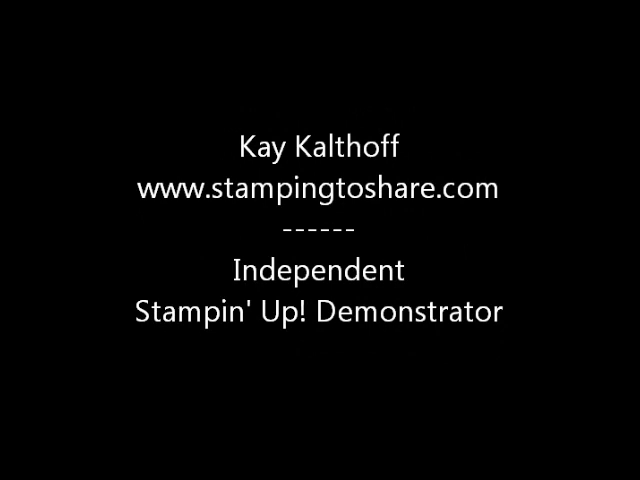 Kay Kalthoff
www.stampingtoshare.com
------
Independent
Stampin' Up! Demonstrator